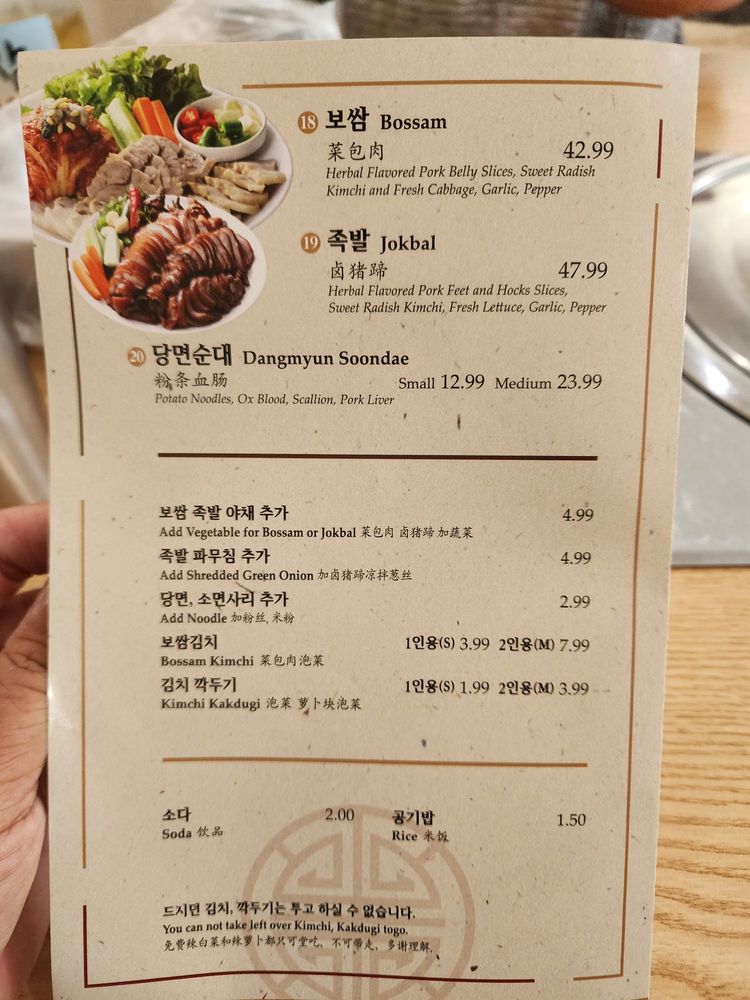 18 보쌈 Bossam
菜包肉 42.99
Herbal Flavored Pork Belly Slices, Sweet Radish
Kimchi and Fresh Cabbage, Garlic, Pepper
19 족발 Jokbal
卤猪蹄 47.99
Herbal Flavored Pork Feet and Hocks Slices,
Sweet Radish Kimchi, Fresh Lettuce, Garlic, Pepper
20 당면순대 Dangmyun Soondae
粉条血肠 Small 12.99 Medium 23.99
Potato Noodles, Ox Blood, Scallion, Pork Liver
보쌈 족발 야채 추가 4.99
Add Vegetable for Bossam or Jokbal 菜包肉 卤猪蹄 加蔬菜
족발 파무침 추가 4.99
Add Shredded Green Onion 加卤猪蹄凉拌葱丝
당면, 소면사리 추가 2.99
Add Noodle 加粉丝, 米粉
보쌈김치 1인용(S) 3.99 2인용(M) 7.99
Bossam Kimchi 菜包肉泡菜
김치 깍두기 1인용(S) 1.99 2인용(M) 3.99
Kimchi Kakdugi 泡菜 萝卜块泡菜
소다 2.00 공기밥 1.50
Soda 饮品 Rice 米饭
드시던 김치, 깍두기는 투고 하실 수 없습니다.
You can not take left over Kimchi, Kakdugi togo.
免费辣白菜和辣萝卜都只可堂吃、不可带走、多谢理解.